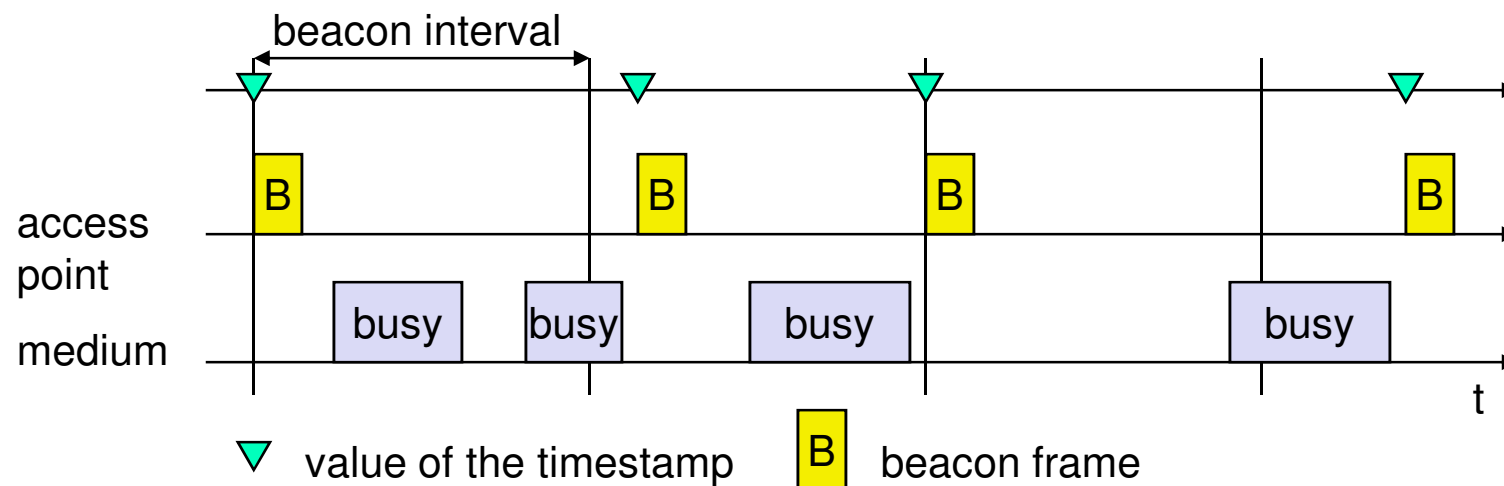 beacon interval
B B B B
access
point
busy busy busy busy
medium
t
value of the timestamp B beacon frame